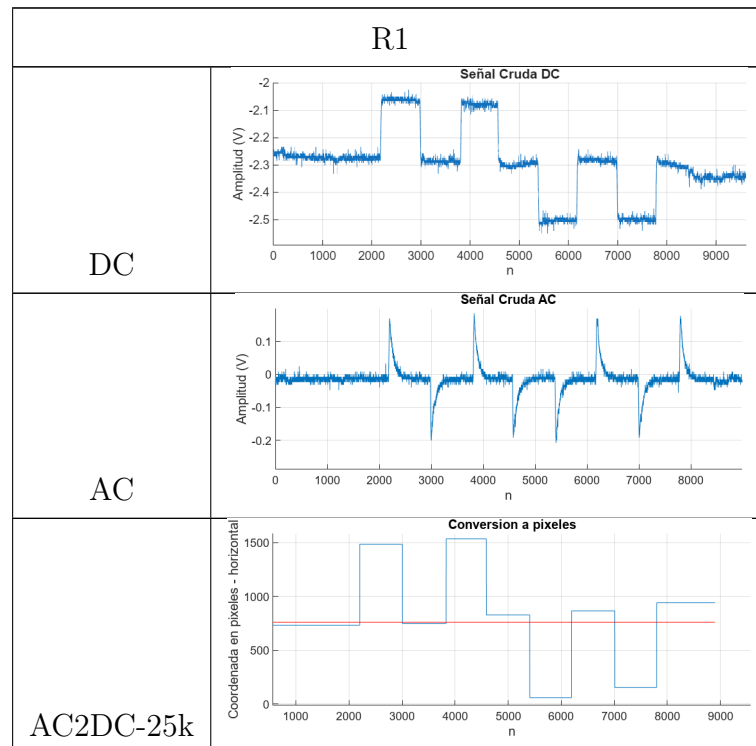 R1
DC
Señal Cruda DC
Amplitud (V)
-2
-2.1
-2.2
-2.3
-2.4
-2.5
0 1000 2000 3000 4000 5000 6000 7000 8000 9000
n
AC
Señal Cruda AC
Amplitud (V)
0.1
0
-0.1
-0.2
0 1000 2000 3000 4000 5000 6000 7000 8000
n
AC2DC-25k
Conversion a pixeles
Coordenada en pixeles - horizontal
1500
1000
500
0
1000 2000 3000 4000 5000 6000 7000 8000 9000
n